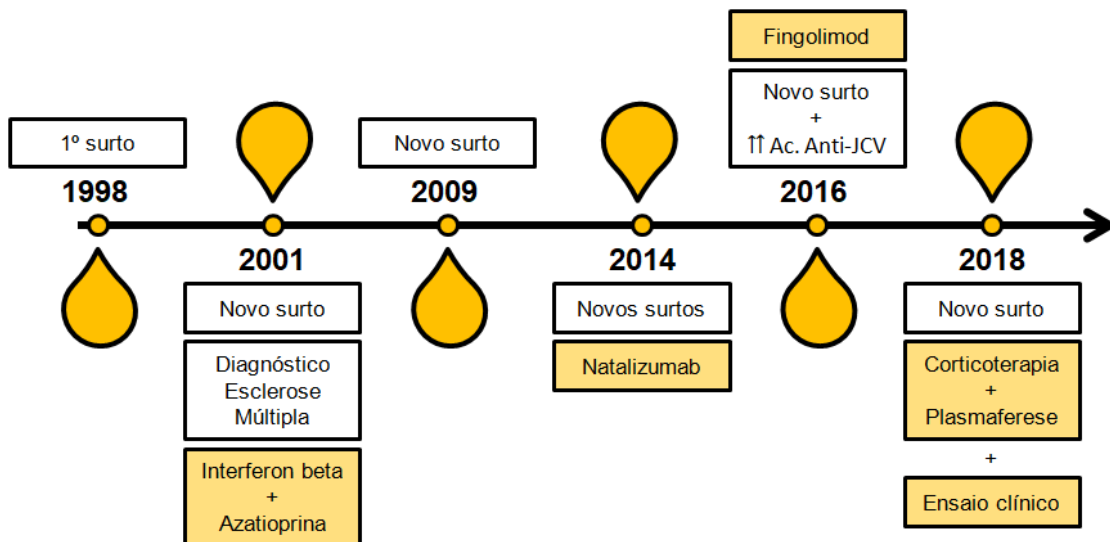 1º surto
1998
2001
Novo surto
Diagnóstico
Esclerose
Múltipla
Interferon beta
+
Azatioprina
Novo surto
2009
2014
Novos surtos
Natalizumab
Fingolimod
Novo surto
+
⇈ Ac. Anti-JCV
2016
2018
Novo surto
Corticoterapia
+
Plasmaferese
+
Ensaio clínico